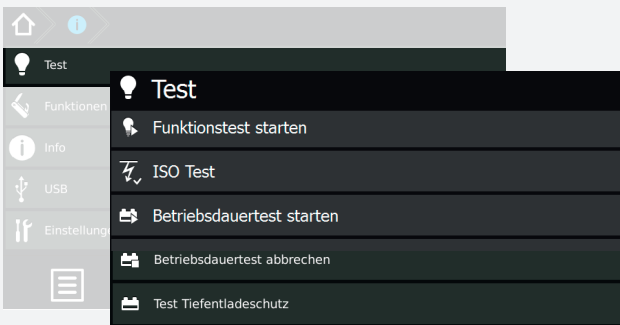 Test
Funktionen
Info
USB
Einstellunge
Test
Funktionstest starten
ISO Test
Betriebsdauertest starten
Betriebsdauertest abbrechen
Test Tiefentladeschutz